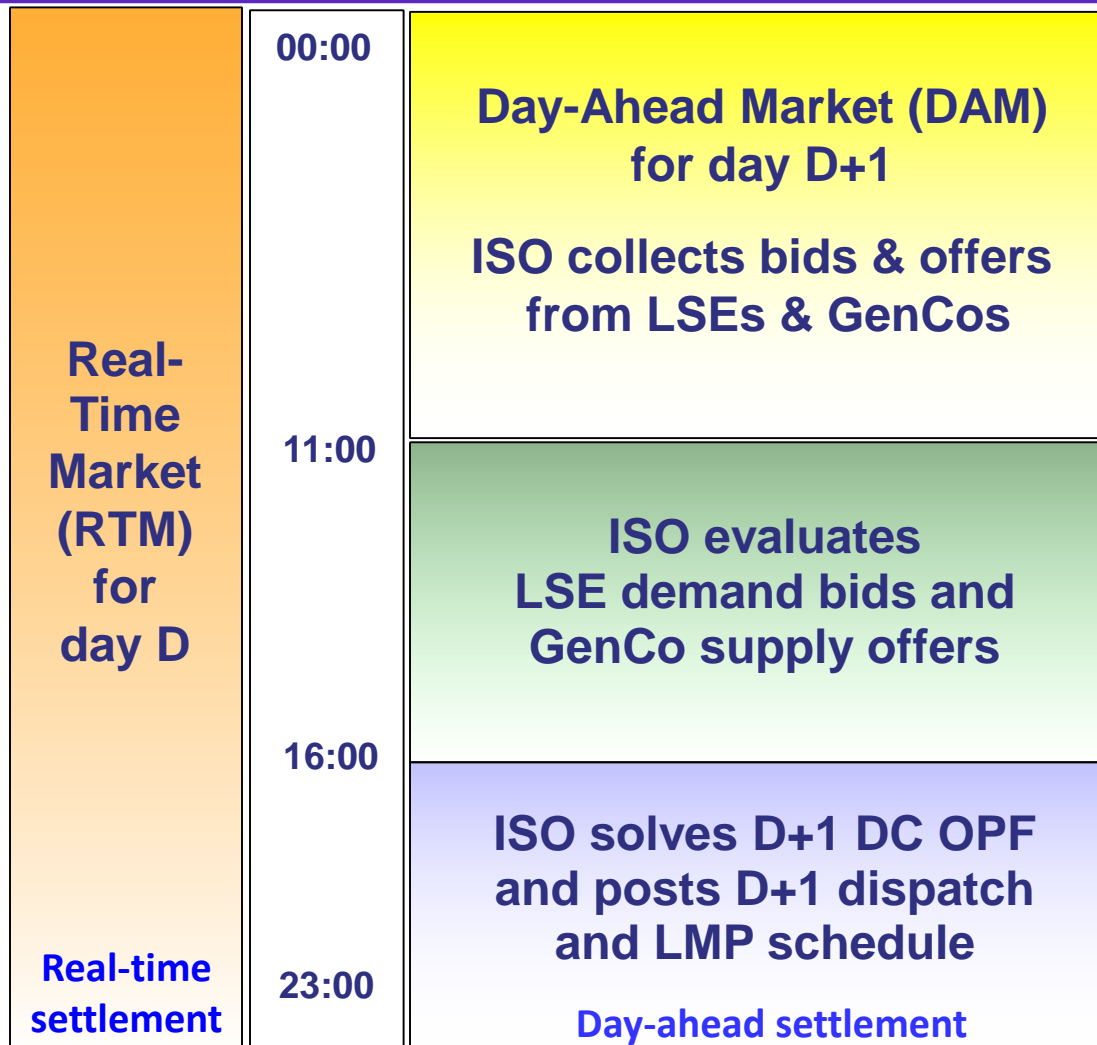 Real-
Time
Market
(RTM)
for
day D
Real-time
settlement
00:00
11:00
16:00
23:00
Day-Ahead Market (DAM)
for day D+1
ISO collects bids & offers
from LSEs & GenCos
ISO evaluates
LSE demand bids and
GenCo supply offers
ISO solves D+1 DC OPF
and posts D+1 dispatch
and LMP schedule
Day-ahead settlement